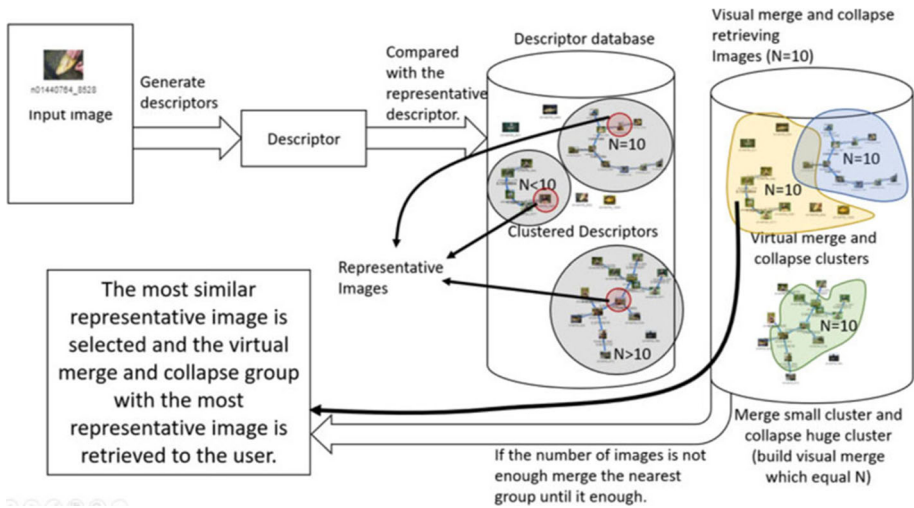 n01440764_8528
Input image
Generate
descriptors
Descriptor
Compared
with the
representative
descriptor.
Descriptor database
N=10
N<10
Clustered Descriptors
N>10
Representative
Images
Visual merge and collapse
retrieving
Images (N=10)
N=10
N=10
Virtual merge and
collapse clusters
N=10
Merge small cluster and
collapse huge cluster
(build visual merge
which equal N)
The most similar
representative image is
selected and the virtual
merge and collapse group
with the most
representative image is
retrieved to the user.
If the number of images is not
enough merge the nearest
group until it enough.